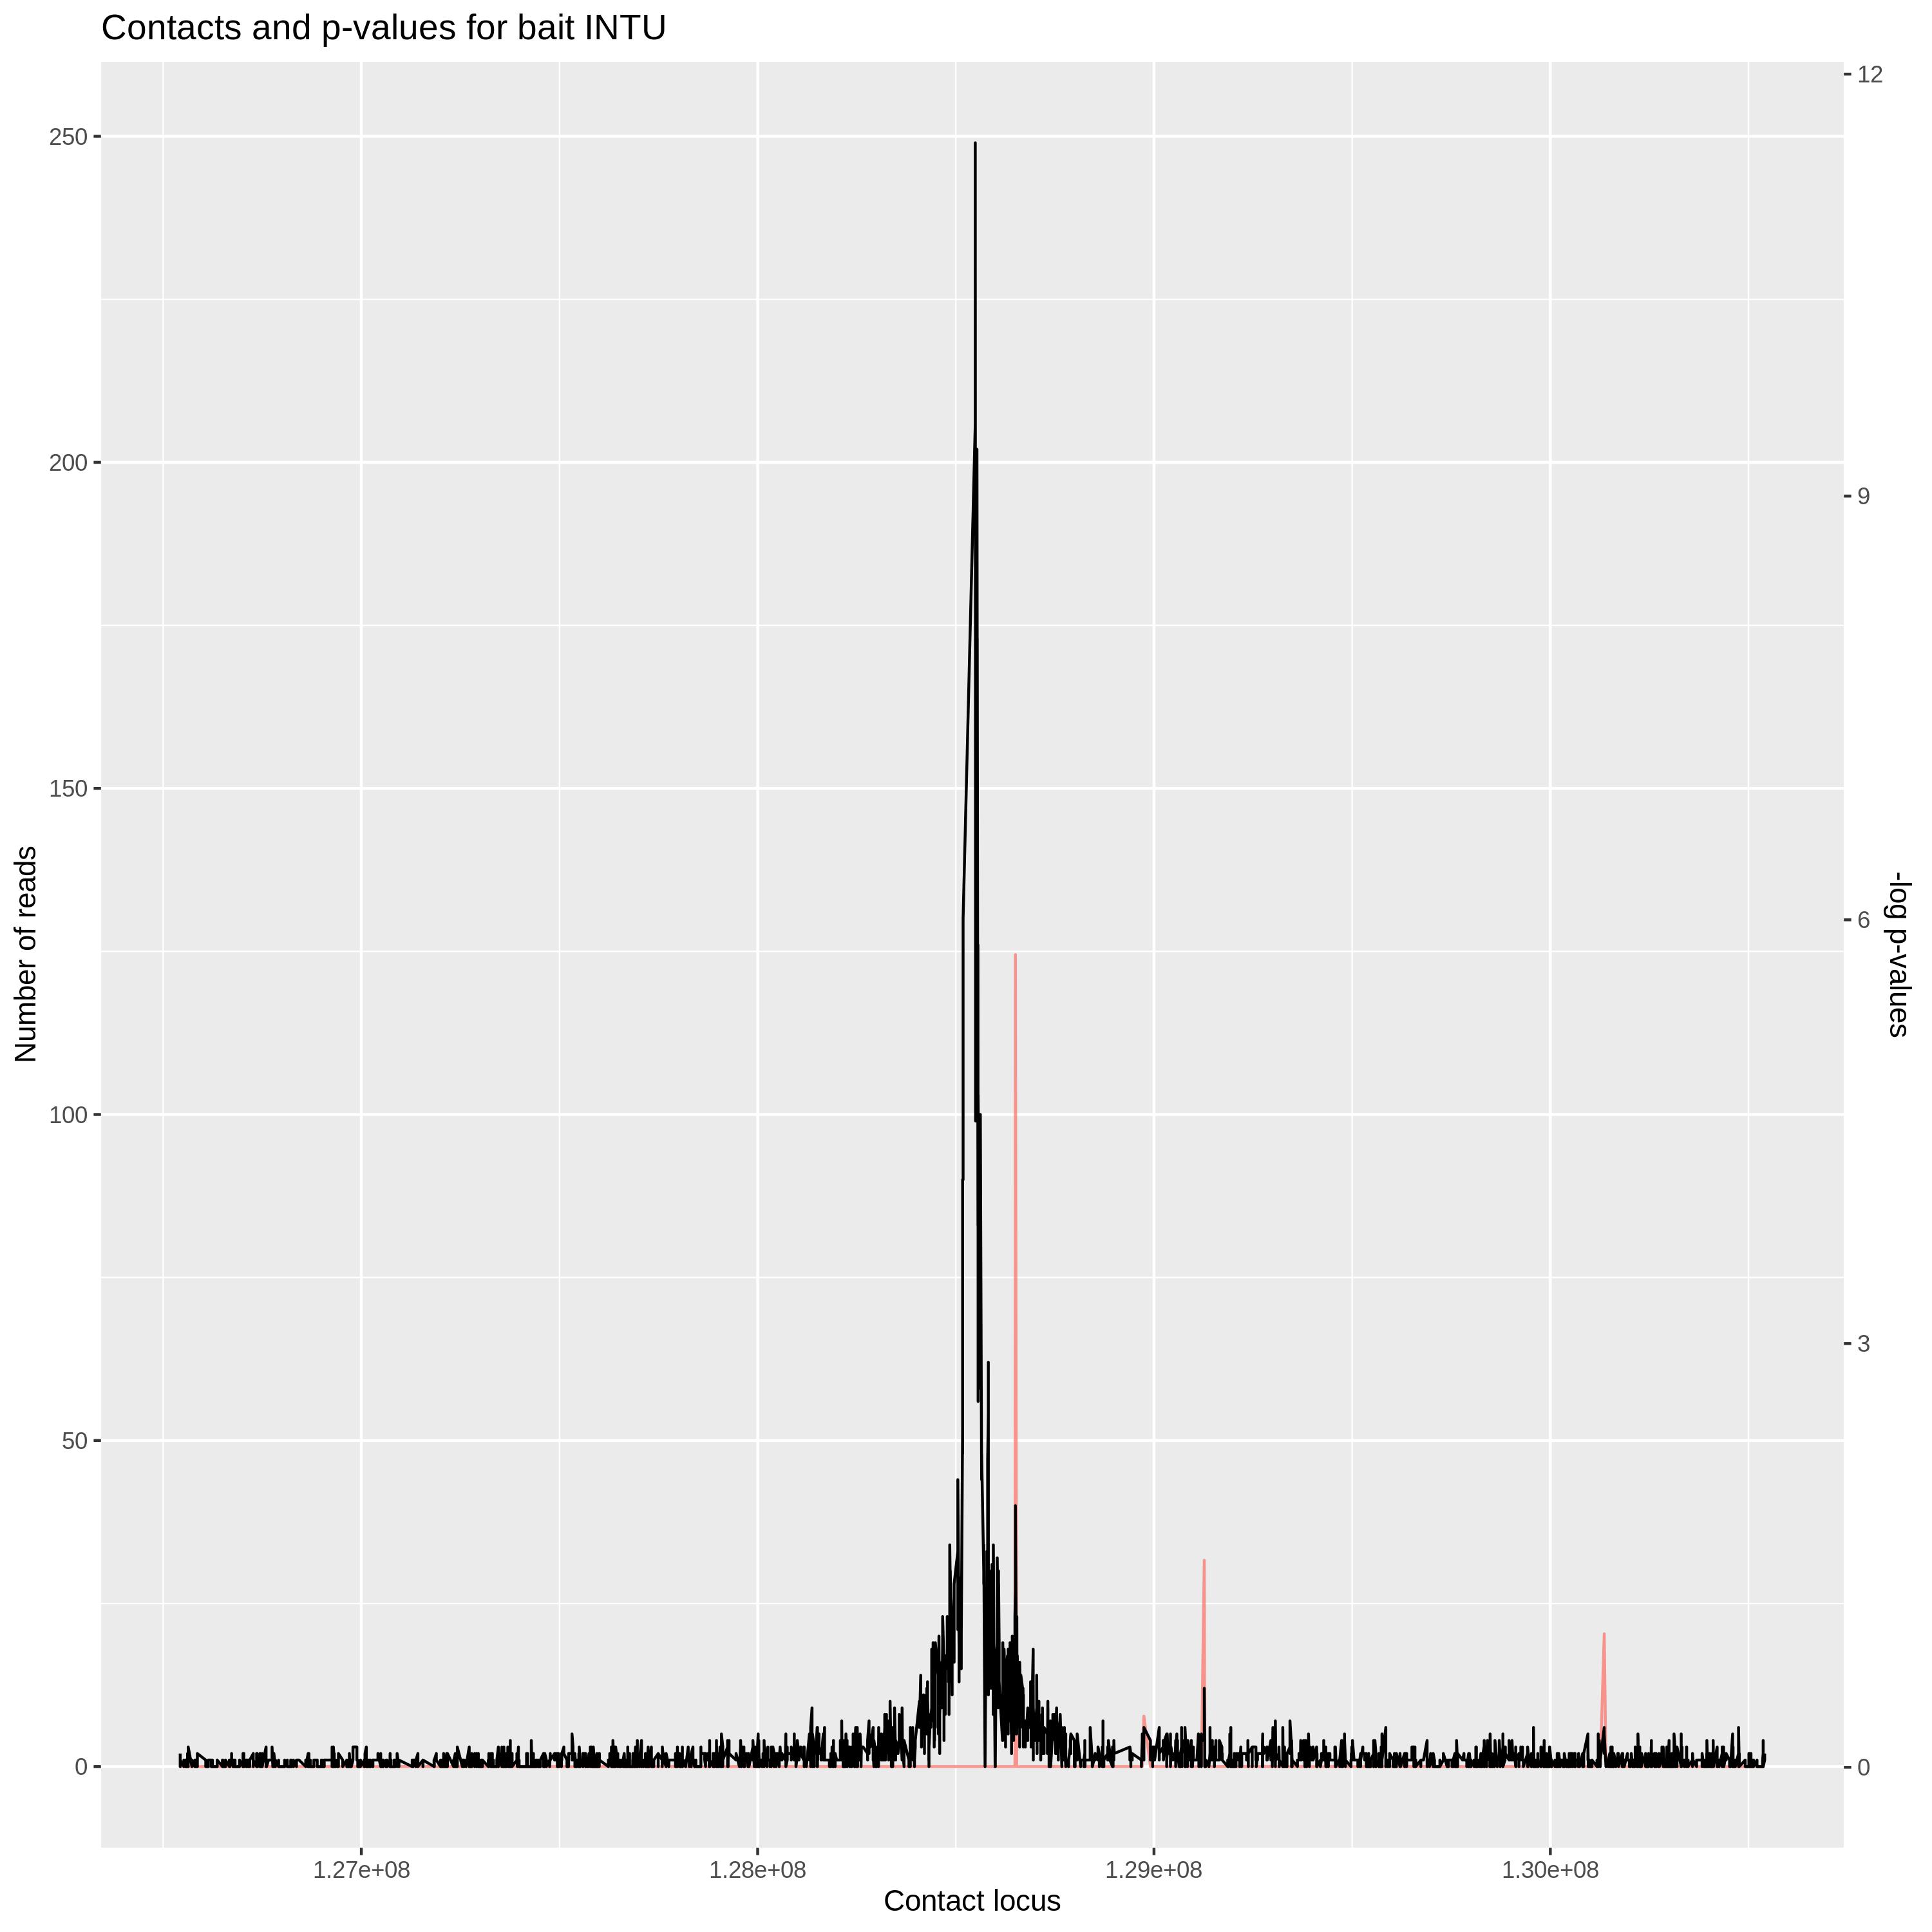 Contacts and p-values for bait INTU
250
200
150
100
50
0
Number of reads
12
9
6
3
0
-log p-values
1.27e+08
1.28e+08
1.29e+08
1.30e+08
Contact locus